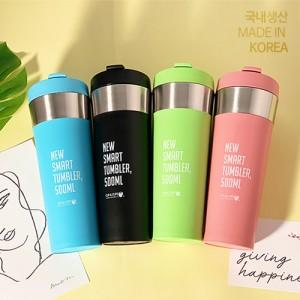 국내생산
MADE IN
KOREA
NEW
SMART
TUMBLER,
500ML
NEW
SMART
TUMBLER,
500ML
NEW
SMART
TUMBLER,
500ML
NEW
SMART
TUMBLER,
500ML
giving
happine